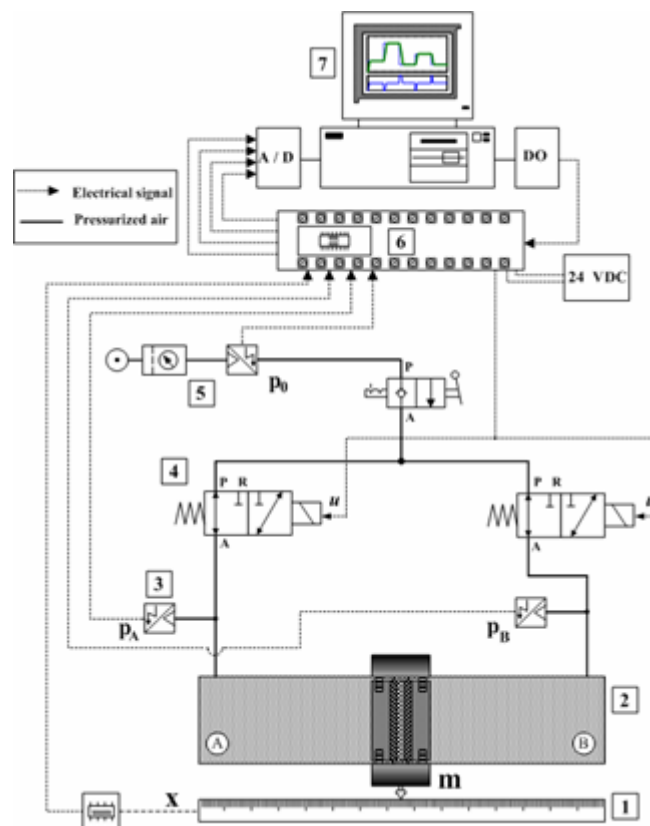 7
A / D
DO
Electrical signal
Pressurized air
6
24 VDC
5
p0
P
A
4
P R
u
A
P R
A
3
pA
pB
2
A
B
m
x
1